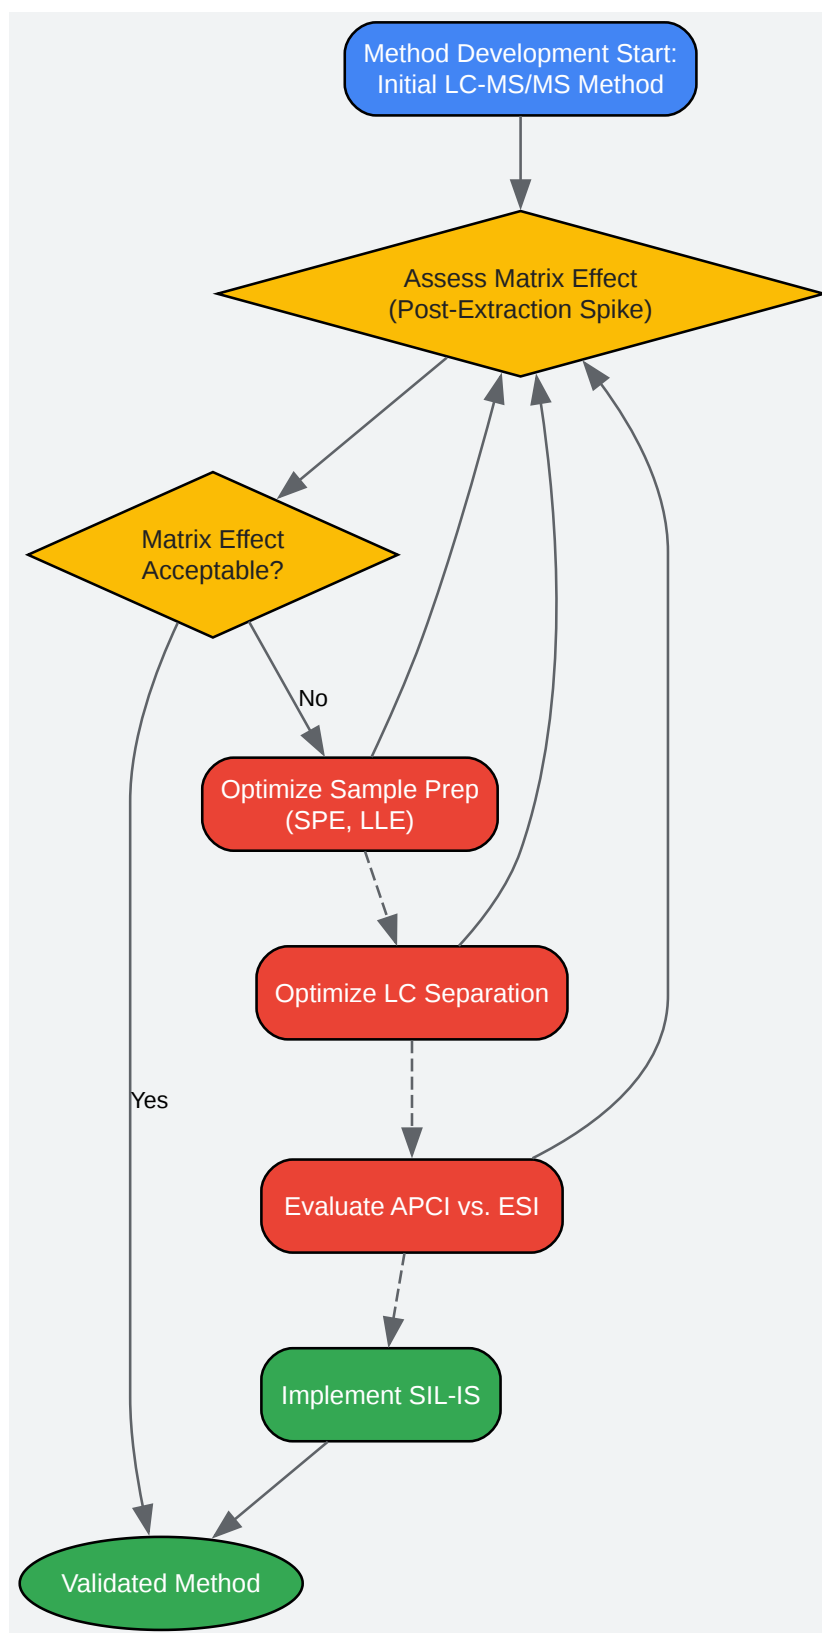 Method Development Start:
Initial LC-MS/MS Method
Assess Matrix Effect
(Post-Extraction Spike)
Matrix Effect
Acceptable?
No
Optimize Sample Prep
(SPE, LLE)
Optimize LC Separation
Yes
Evaluate APCI vs. ESI
Implement SIL-IS
Validated Method